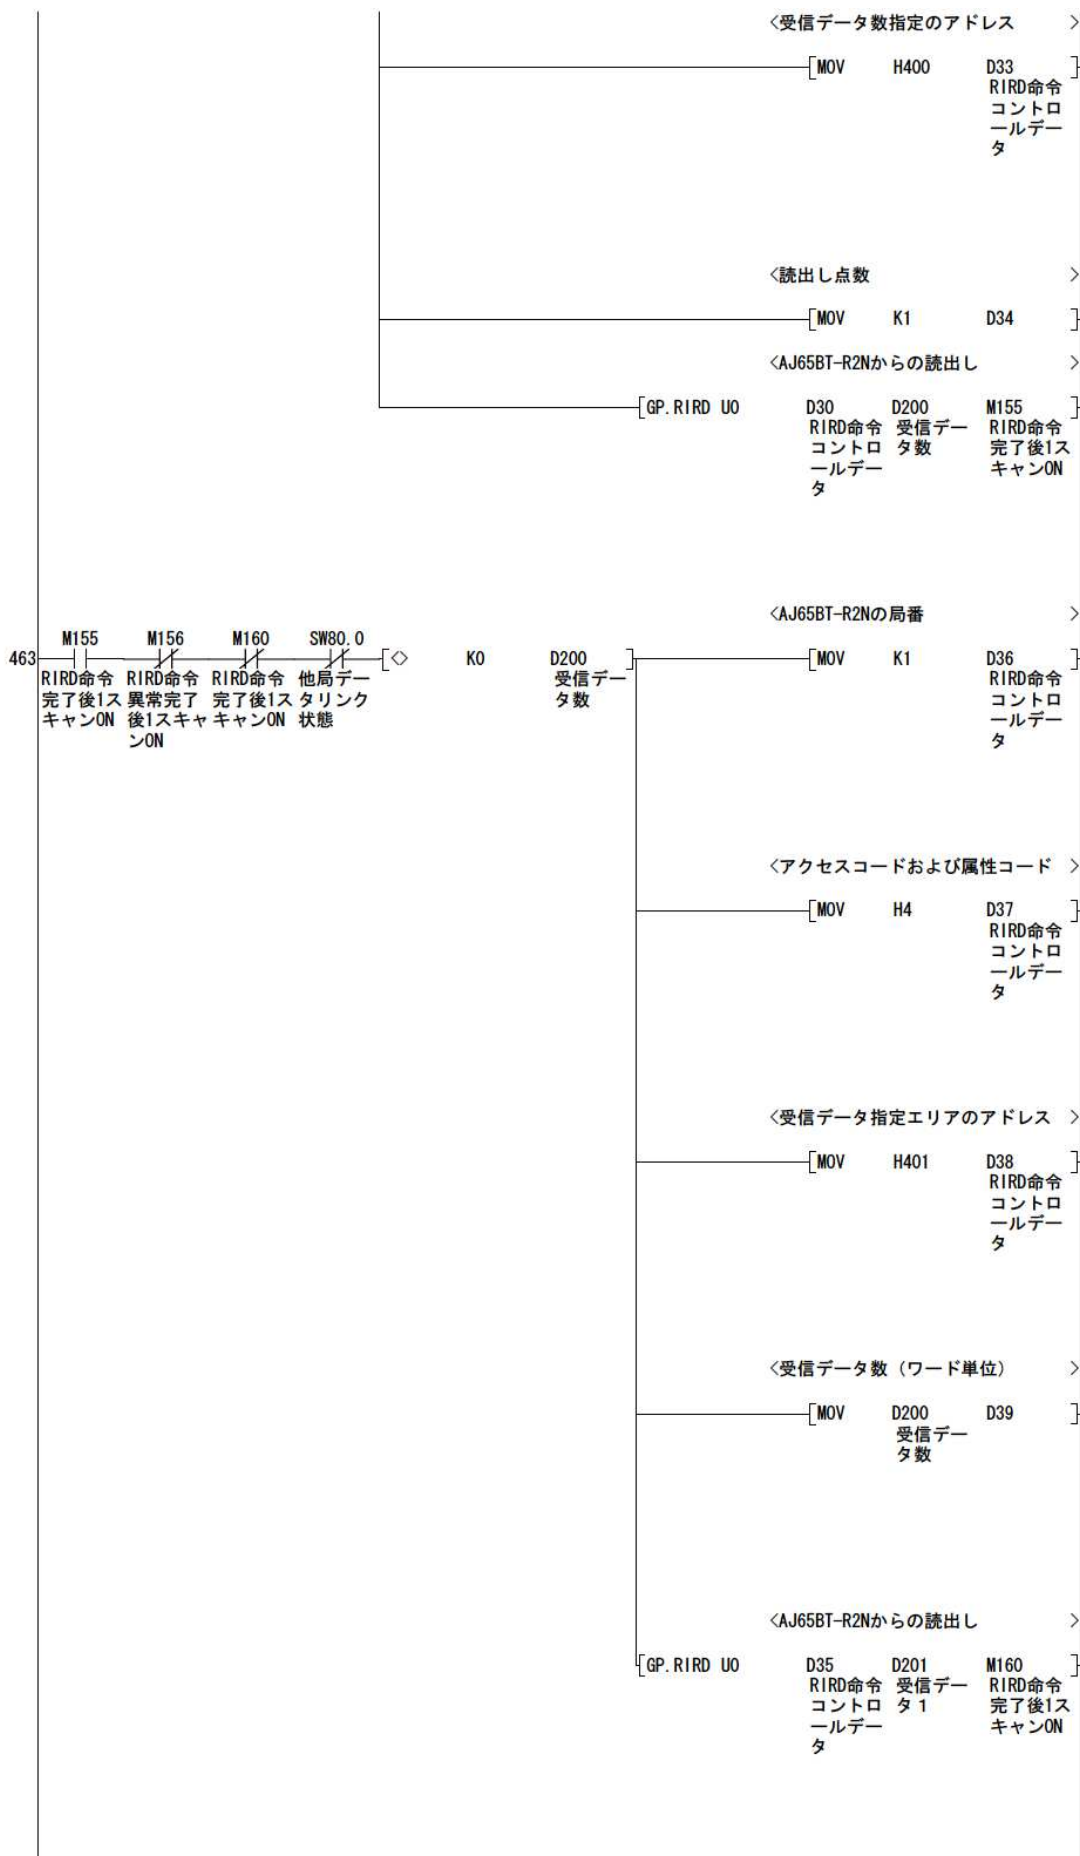 <受信データ数指定のアドレス >
[MOV H400 D33 ]
RIRD命令
コントロ
ールデー
タ
<読出し点数 >
[MOV K1 D34 ]
<AJ65BT-R2Nからの読出し >
[GP.RIRD U0 D30 D200 M155 ]
RIRD命令 受信デー RIRD命令
コントロ タ数 完了後1ス
ールデー キャンON
タ
<AJ65BT-R2Nの局番 >
M155 M156 M160 SW80.0
463 [<> K0 D200 ] [MOV K1 D36 ]
RIRD命令 RIRD命令 RIRD命令 他局デー 受信デー RIRD命令
完了後1ス 異常完了 完了後1ス タリンク タ数 コントロ
キャンON 後1スキャ キャンON 状態 ールデー
ンON タ
<アクセスコードおよび属性コード >
[MOV H4 D37 ]
RIRD命令
コントロ
ールデー
タ
<受信データ指定エリアのアドレス >
[MOV H401 D38 ]
RIRD命令
コントロ
ールデー
タ
<受信データ数（ワード単位） >
[MOV D200 D39 ]
受信デー
タ数
<AJ65BT-R2Nからの読出し >
[GP.RIRD U0 D35 D201 M160 ]
RIRD命令 受信デー RIRD命令
コントロ タ１ 完了後1ス
ールデー キャンON
タ